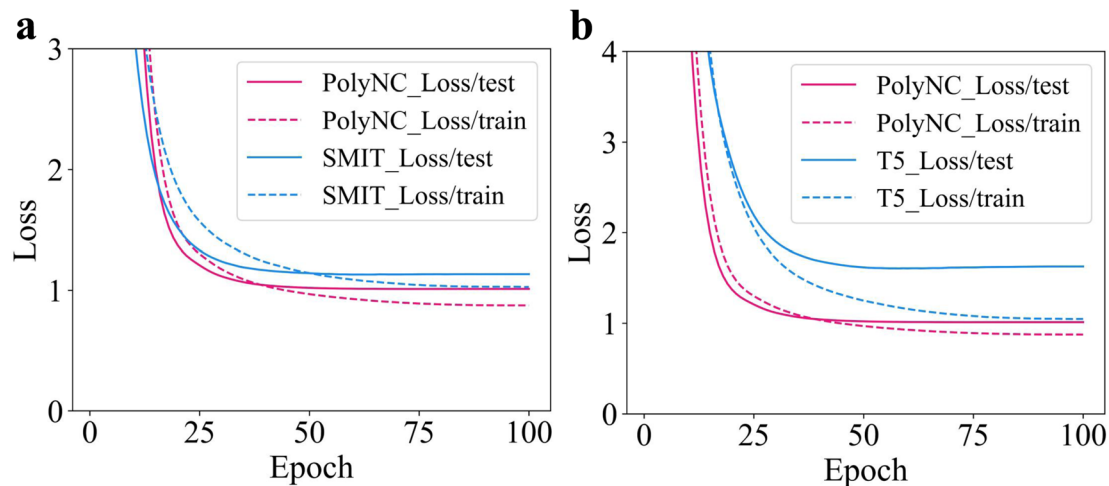 a
3
2
1
0
Loss
PolyNC_Loss/test
PolyNC_Loss/train
SMIT_Loss/test
SMIT_Loss/train
0 25 50 75 100
Epoch
b
4
3
2
1
0
Loss
PolyNC_Loss/test
PolyNC_Loss/train
T5_Loss/test
T5_Loss/train
0 25 50 75 100
Epoch